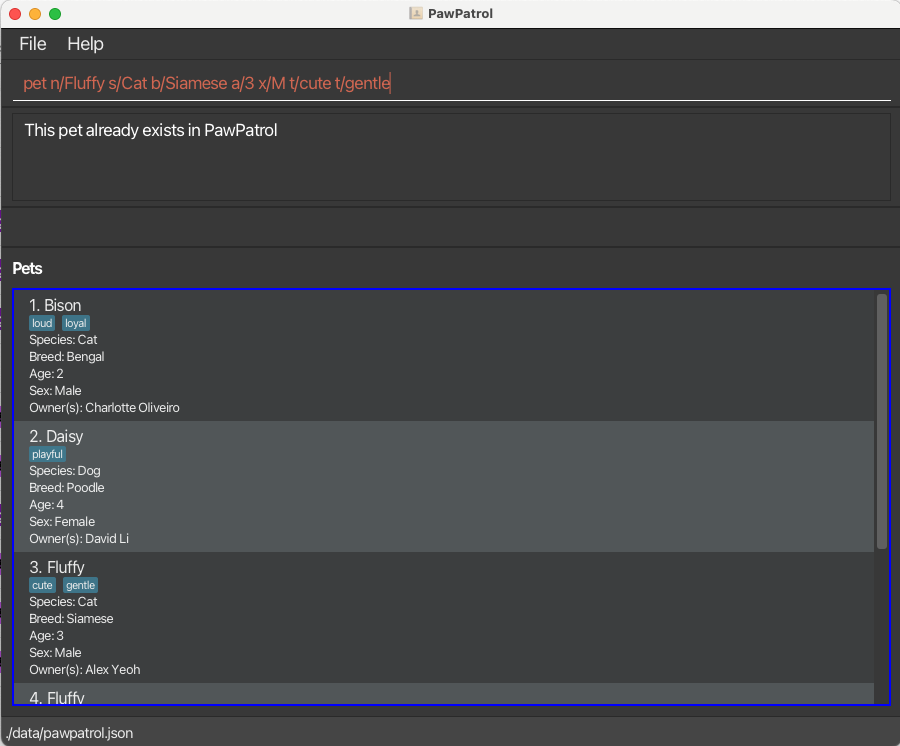 PawPatrol
File Help
pet n/Fluffy s/Cat b/Siamese a/3 x/M t/cute t/gentle
This pet already exists in PawPatrol
Pets
1. Bison
loud loyal
Species: Cat
Breed: Bengal
Age: 2
Sex: Male
Owner(s): Charlotte Oliveiro
2. Daisy
playful
Species: Dog
Breed: Poodle
Age: 4
Sex: Female
Owner(s): David Li
3. Fluffy
cute gentle
Species: Cat
Breed: Siamese
Age: 3
Sex: Male
Owner(s): Alex Yeoh
4. Fluffy
./data/pawpatrol.json